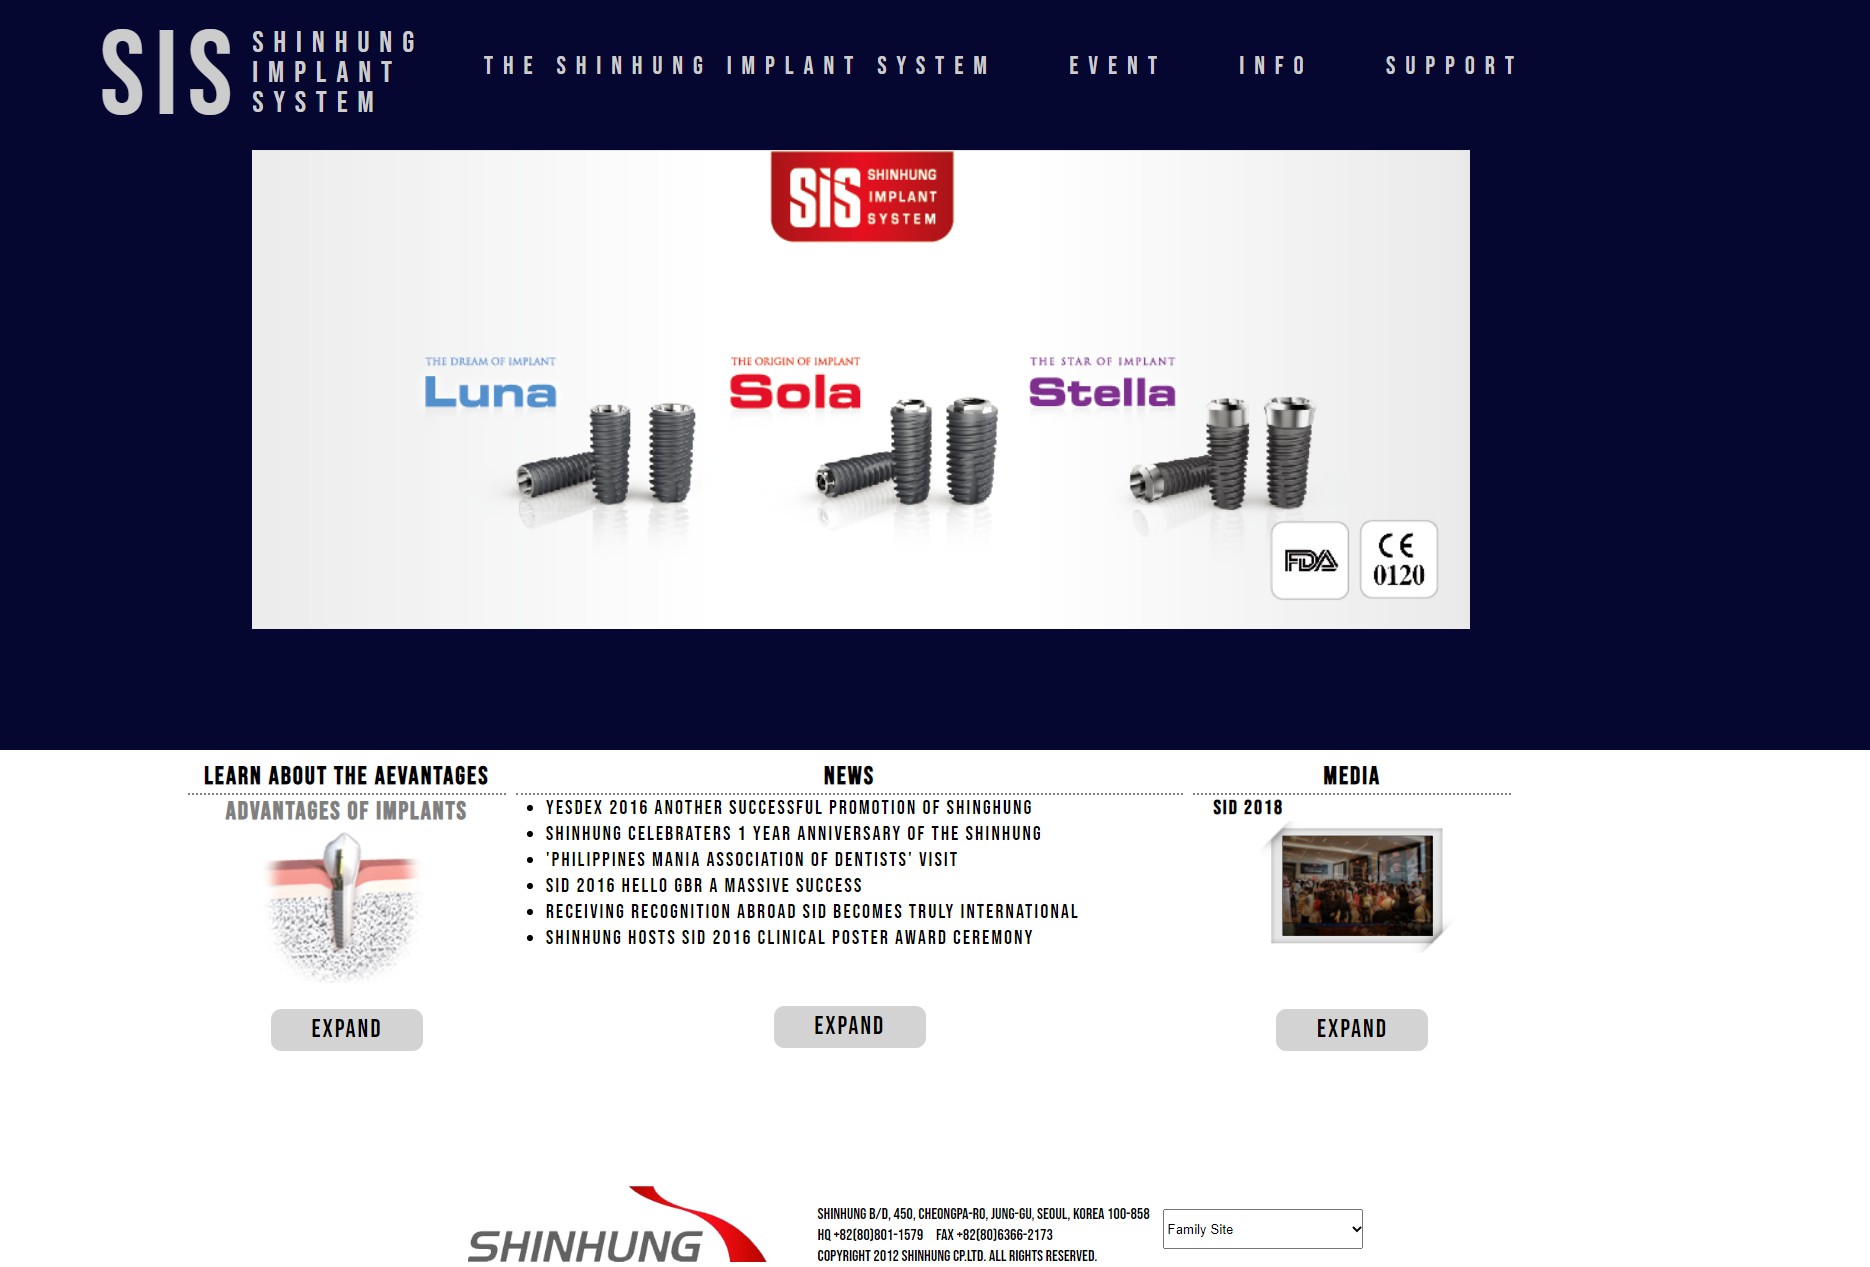 SIS
SHINHUNG
IMPLANT
SYSTEM
THE SHINHUNG IMPLANT SYSTEM
EVENT
INFO
SUPPORT
SiS
SHINHUNG
IMPLANT
SYSTEM
THE DREAM OF IMPLANT
Luna
THE ORIGIN OF IMPLANT
Sola
THE STAR OF IMPLANT
Stella
FDA
CE
0120
LEARN ABOUT THE AEVANTAGES
ADVANTAGES OF IMPLANTS
EXPAND
NEWS
YESDEX 2016 ANOTHER SUCCESSFUL PROMOTION OF SHINGHUNG
SHINHUNG CELEBRATERS 1 YEAR ANNIVERSARY OF THE SHINHUNG
'PHILIPPINES MANIA ASSOCIATION OF DENTISTS' VISIT
SID 2016 HELLO GBR A MASSIVE SUCCESS
RECEIVING RECOGNITION ABROAD SID BECOMES TRULY INTERNATIONAL
SHINHUNG HOSTS SID 2016 CLINICAL POSTER AWARD CEREMONY
EXPAND
MEDIA
SID 2018
EXPAND
SHINHUNG
SHINHUNG B/D, 450, CHEONGPA-RO, JUNG-GU, SEOUL, KOREA 100-858
HQ +82(80)801-1579 FAX +82(80)6366-2173
COPYRIGHT 2012 SHINHUNG CP.LTD. ALL RIGHTS RESERVED.
Family Site